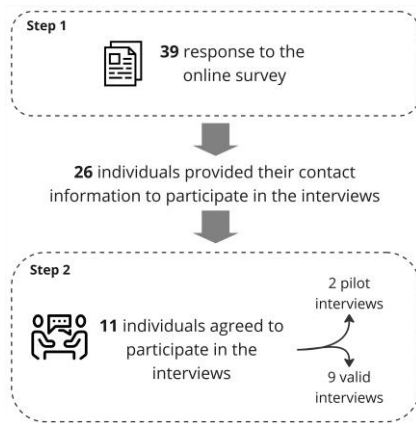 Step 1
39 response to the
online survey
26 individuals provided their contact
information to participate in the interviews
Step 2
11 individuals agreed to
participate in the
interviews
2 pilot
interviews
9 valid
interviews